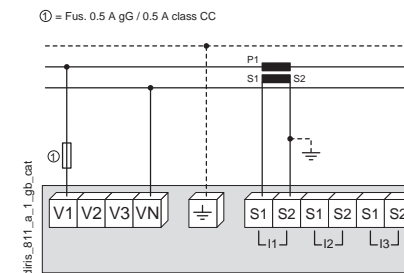 ① = Fus. 0.5 A gG / 0.5 A class CC
P1
S1 S2
①
V1 V2 V3 VN S1 S2 S1 S2 S1 S2
I1 I2 I3
diris_811_a_1_gb_cat